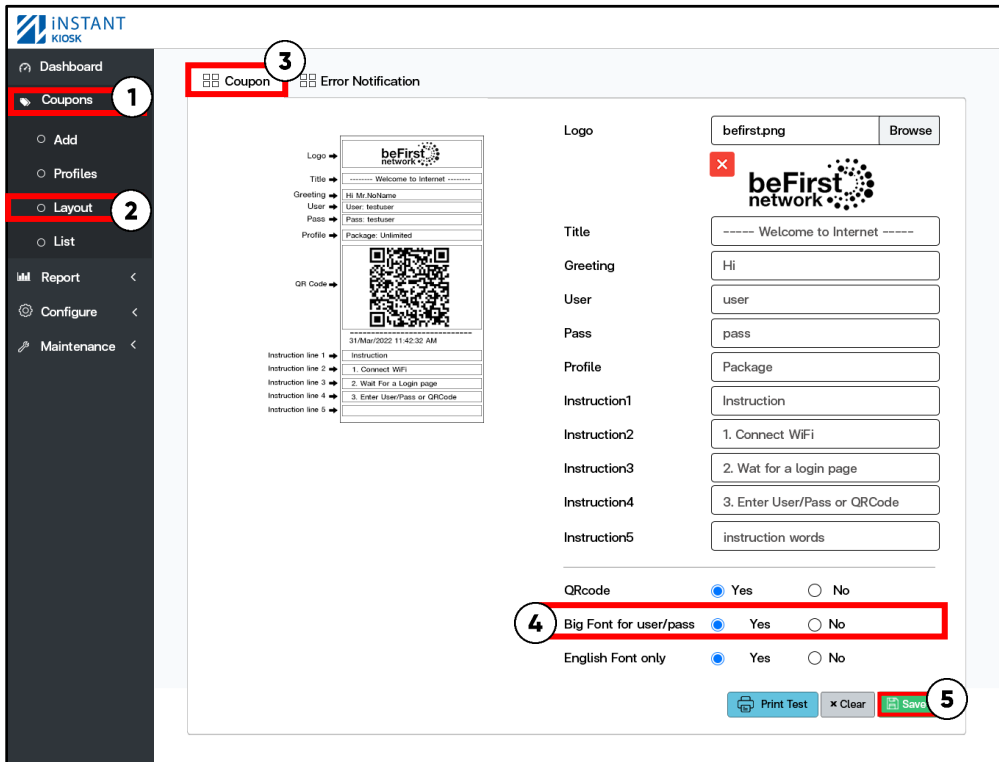 iNSTANT
KIOSK
Dashboard
Coupons
1
Add
Profiles
Layout
2
List
Report
Configure
Maintenance
3
Coupon
Error Notification
Logo
beFirst
network
Title
-------- Welcome to Internet --------
Greeting
Hi Mr.NoName
User
User: testuser
Pass
Pass: testuser
Profile
Package: Unlimited
QR Code
31/Mar/2022 11:42:32 AM
Instruction line 1
Instruction
Instruction line 2
1. Connect WiFi
Instruction line 3
2. Wait For a Login page
Instruction line 4
3. Enter User/Pass or QRCode
Instruction line 5
Logo
befirst.png
Browse
beFirst
network
Title
----- Welcome to Internet -----
Greeting
Hi
User
user
Pass
pass
Profile
Package
Instruction1
Instruction
Instruction2
1. Connect WiFi
Instruction3
2. Wat for a login page
Instruction4
3. Enter User/Pass or QRCode
Instruction5
instruction words
QRcode
Yes
No
4
Big Font for user/pass
Yes
No
English Font only
Yes
No
Print Test
× Clear
Save
5